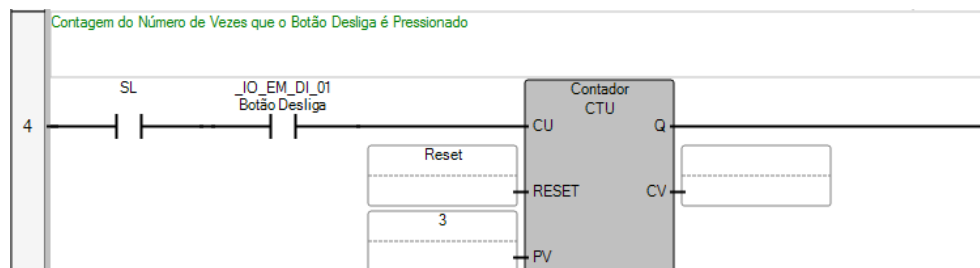 Contagem do Número de Vezes que o Botão Desliga é Pressionado
SL
_IO_EM_DI_01
Botão Desliga
Contador
CTU
4
CU
Q
Reset
RESET
CV
3
PV